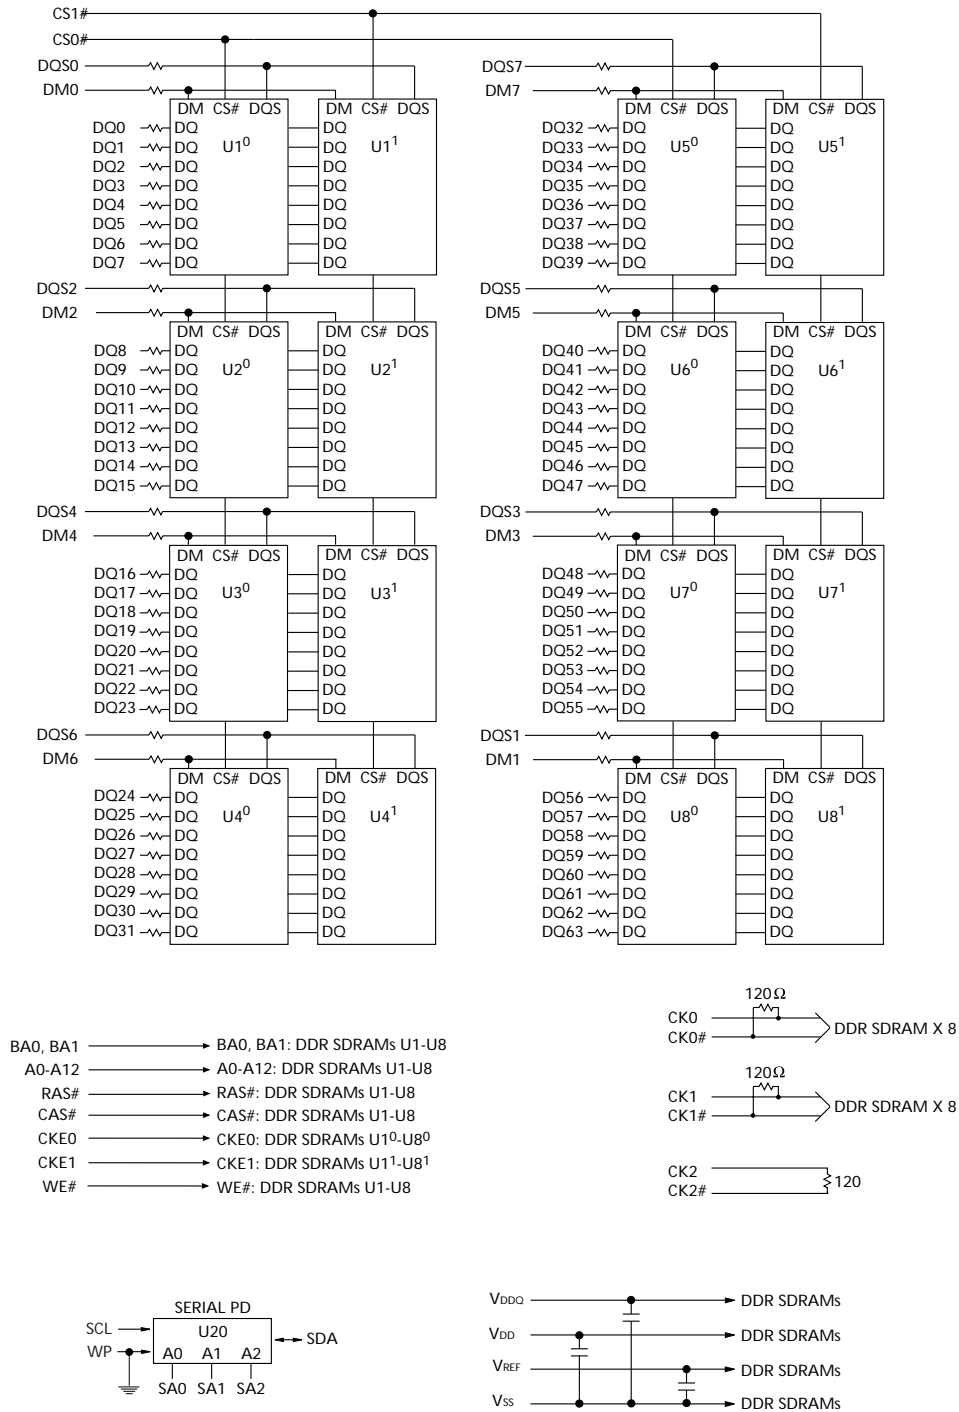 CS1#
CS0#
DQS0
DM0
DM CS# DQS DM CS# DQS
DQ0 DQ DQ
DQ1 DQ U1⁰ DQ U1¹
DQ2 DQ DQ
DQ3 DQ DQ
DQ4 DQ DQ
DQ5 DQ DQ
DQ6 DQ DQ
DQ7 DQ DQ
DQS2
DM2
DM CS# DQS DM CS# DQS
DQ8 DQ DQ
DQ9 DQ U2⁰ DQ U2¹
DQ10 DQ DQ
DQ11 DQ DQ
DQ12 DQ DQ
DQ13 DQ DQ
DQ14 DQ DQ
DQ15 DQ DQ
DQS4
DM4
DM CS# DQS DM CS# DQS
DQ16 DQ DQ
DQ17 DQ U3⁰ DQ U3¹
DQ18 DQ DQ
DQ19 DQ DQ
DQ20 DQ DQ
DQ21 DQ DQ
DQ22 DQ DQ
DQ23 DQ DQ
DQS6
DM6
DM CS# DQS DM CS# DQS
DQ24 DQ DQ
DQ25 DQ U4⁰ DQ U4¹
DQ26 DQ DQ
DQ27 DQ DQ
DQ28 DQ DQ
DQ29 DQ DQ
DQ30 DQ DQ
DQ31 DQ DQ
DQS7
DM7
DM CS# DQS DM CS# DQS
DQ32 DQ DQ
DQ33 DQ U5⁰ DQ U5¹
DQ34 DQ DQ
DQ35 DQ DQ
DQ36 DQ DQ
DQ37 DQ DQ
DQ38 DQ DQ
DQ39 DQ DQ
DQS5
DM5
DM CS# DQS DM CS# DQS
DQ40 DQ DQ
DQ41 DQ U6⁰ DQ U6¹
DQ42 DQ DQ
DQ43 DQ DQ
DQ44 DQ DQ
DQ45 DQ DQ
DQ46 DQ DQ
DQ47 DQ DQ
DQS3
DM3
DM CS# DQS DM CS# DQS
DQ48 DQ DQ
DQ49 DQ U7⁰ DQ U7¹
DQ50 DQ DQ
DQ51 DQ DQ
DQ52 DQ DQ
DQ53 DQ DQ
DQ54 DQ DQ
DQ55 DQ DQ
DQS1
DM1
DM CS# DQS DM CS# DQS
DQ56 DQ DQ
DQ57 DQ U8⁰ DQ U8¹
DQ58 DQ DQ
DQ59 DQ DQ
DQ60 DQ DQ
DQ61 DQ DQ
DQ62 DQ DQ
DQ63 DQ DQ
BA0, BA1 BA0, BA1: DDR SDRAMs U1-U8
A0-A12 A0-A12: DDR SDRAMs U1-U8
RAS# RAS#: DDR SDRAMs U1-U8
CAS# CAS#: DDR SDRAMs U1-U8
CKE0 CKE0: DDR SDRAMs U1⁰-U8⁰
CKE1 CKE1: DDR SDRAMs U1¹-U8¹
WE# WE#: DDR SDRAMs U1-U8
120Ω
CK0
CK0#
DDR SDRAM X 8
120Ω
CK1
CK1#
DDR SDRAM X 8
CK2
CK2#
120
SERIAL PD
SCL U20 SDA
WP A0 A1 A2
SA0 SA1 SA2
VDDQ DDR SDRAMs
VDD DDR SDRAMs
VREF DDR SDRAMs
VSS DDR SDRAMs